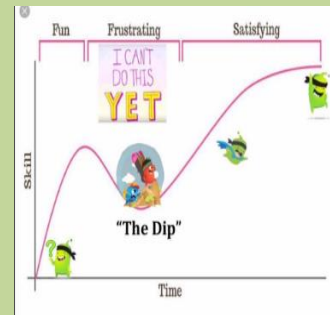 Fun Frustrating Satisfying
I CAN'T
DO THIS
YET
Skill
"The Dip"
Time